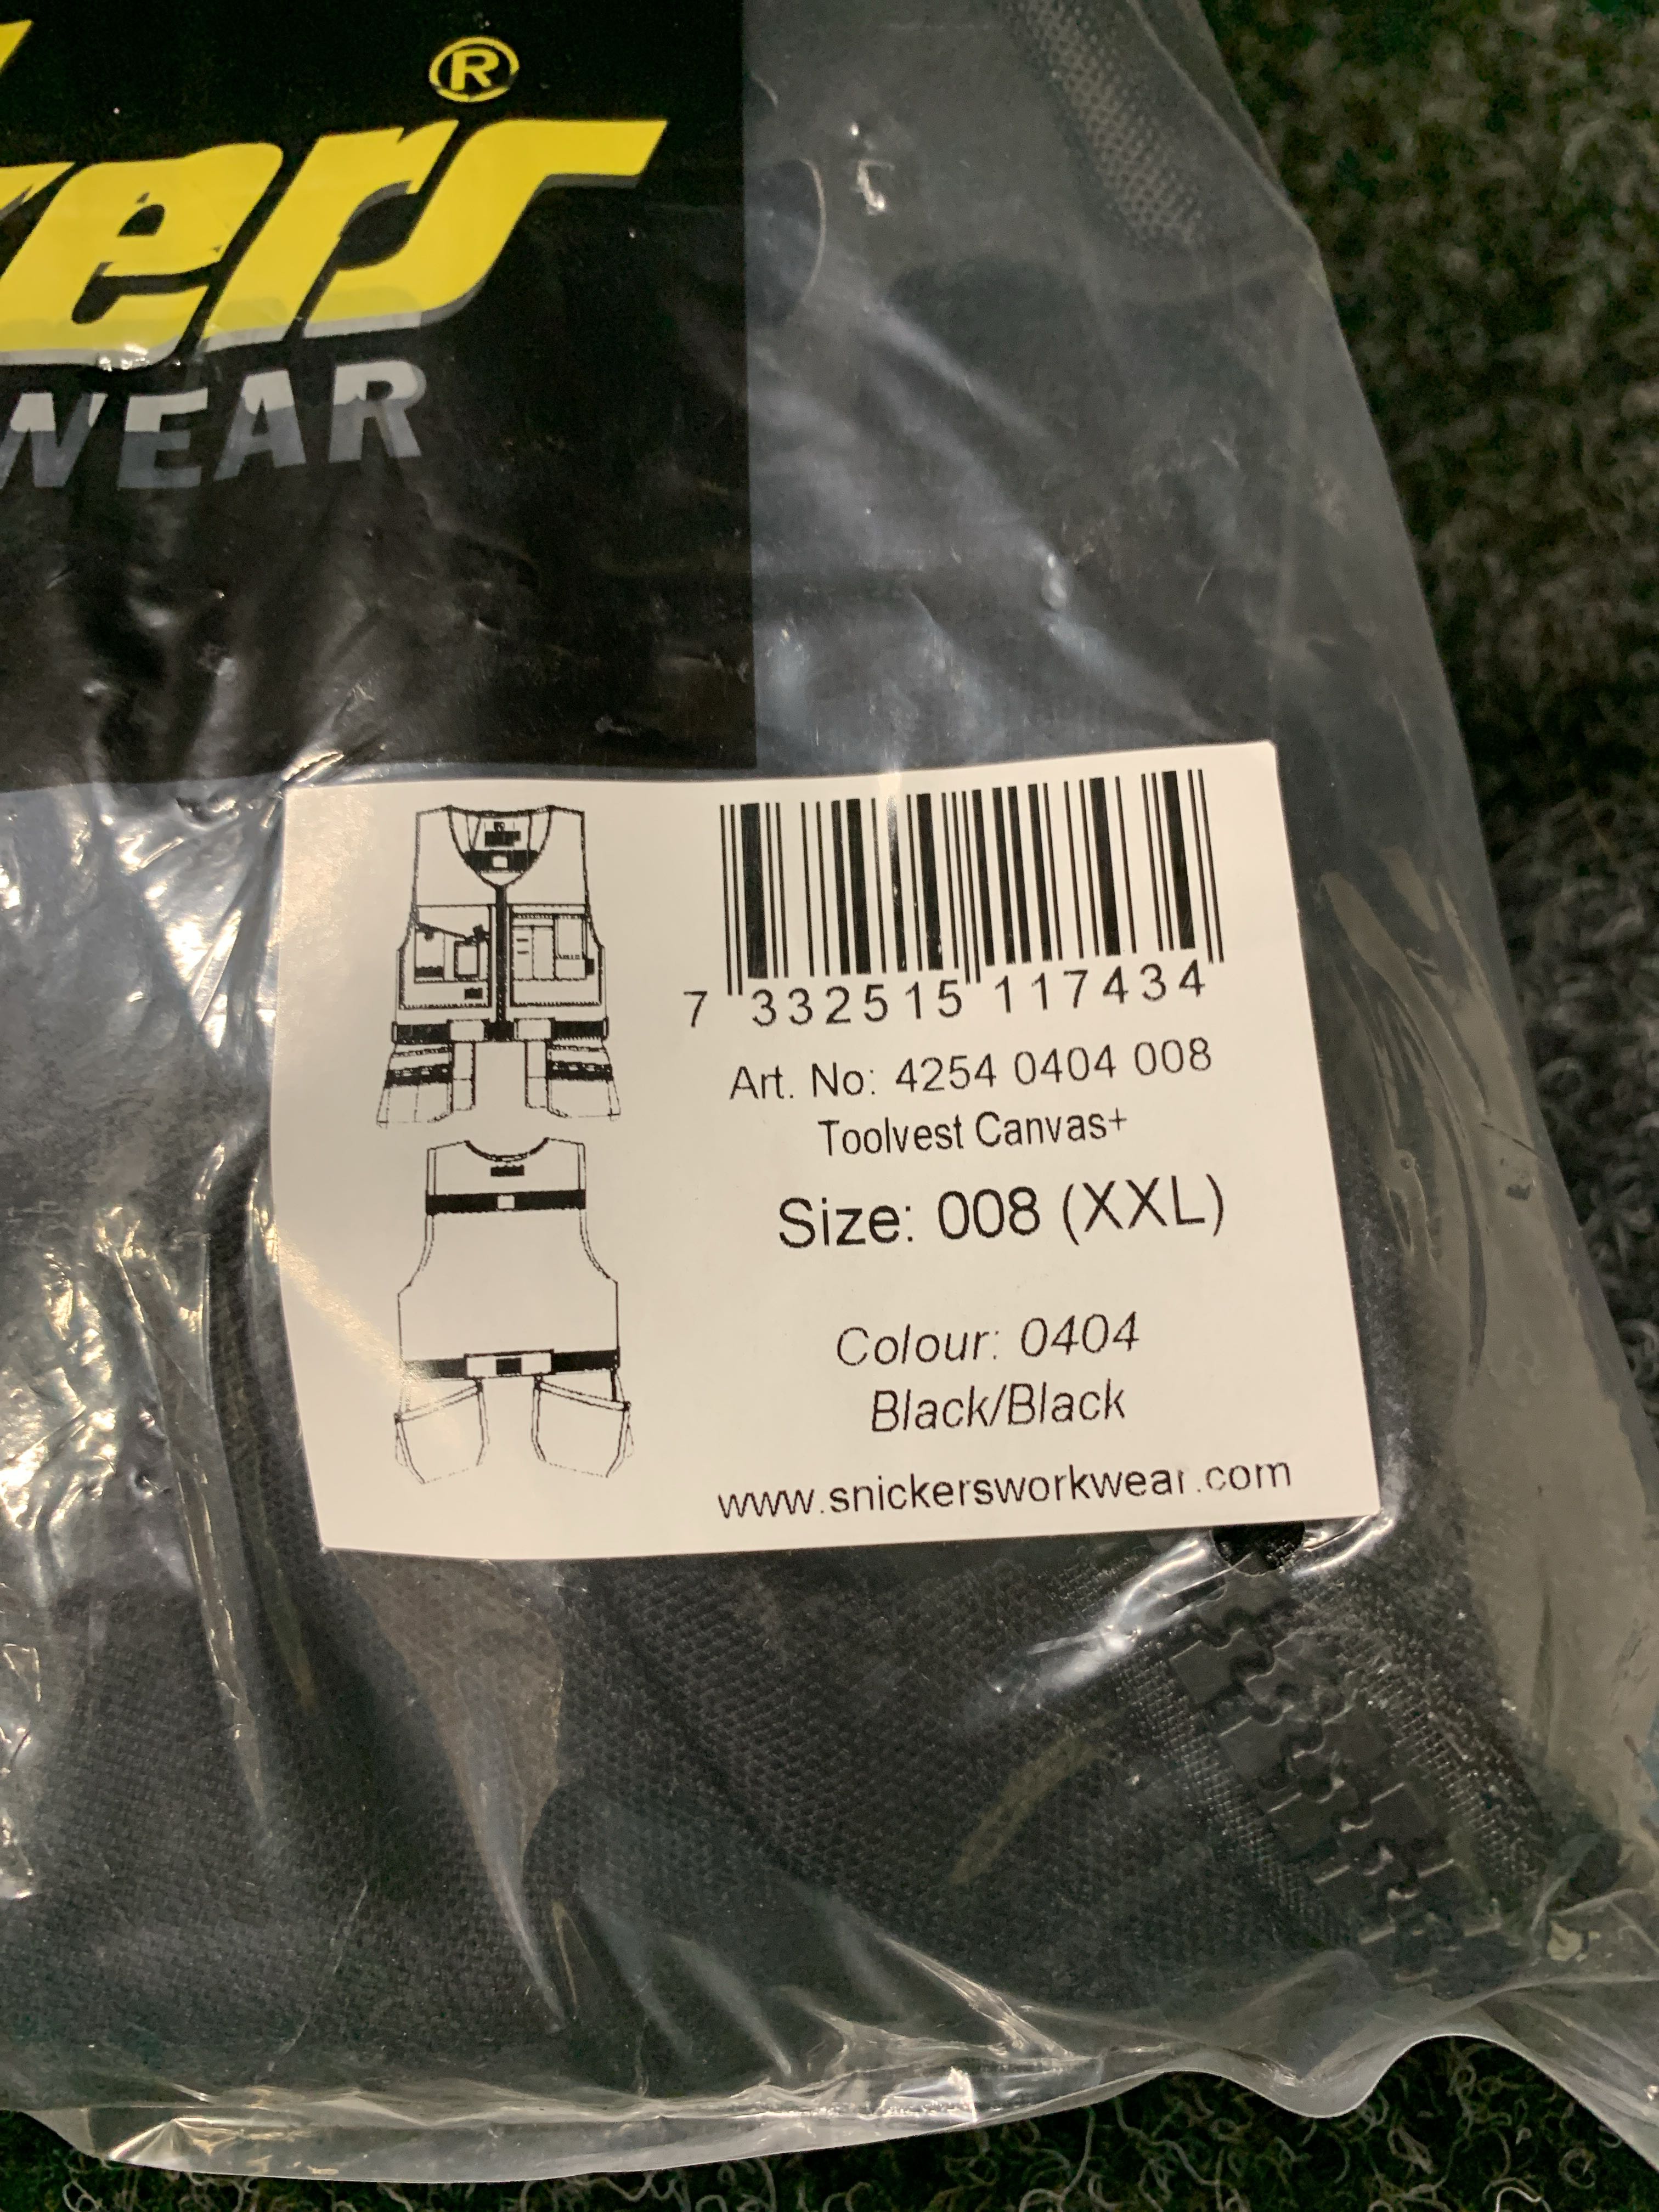 kers®
WEAR
7 332515 117434
Art. No: 4254 0404 008
Toolvest Canvas+
Size: 008 (XXL)
Colour: 0404
Black/Black
www.snickersworkwear.com